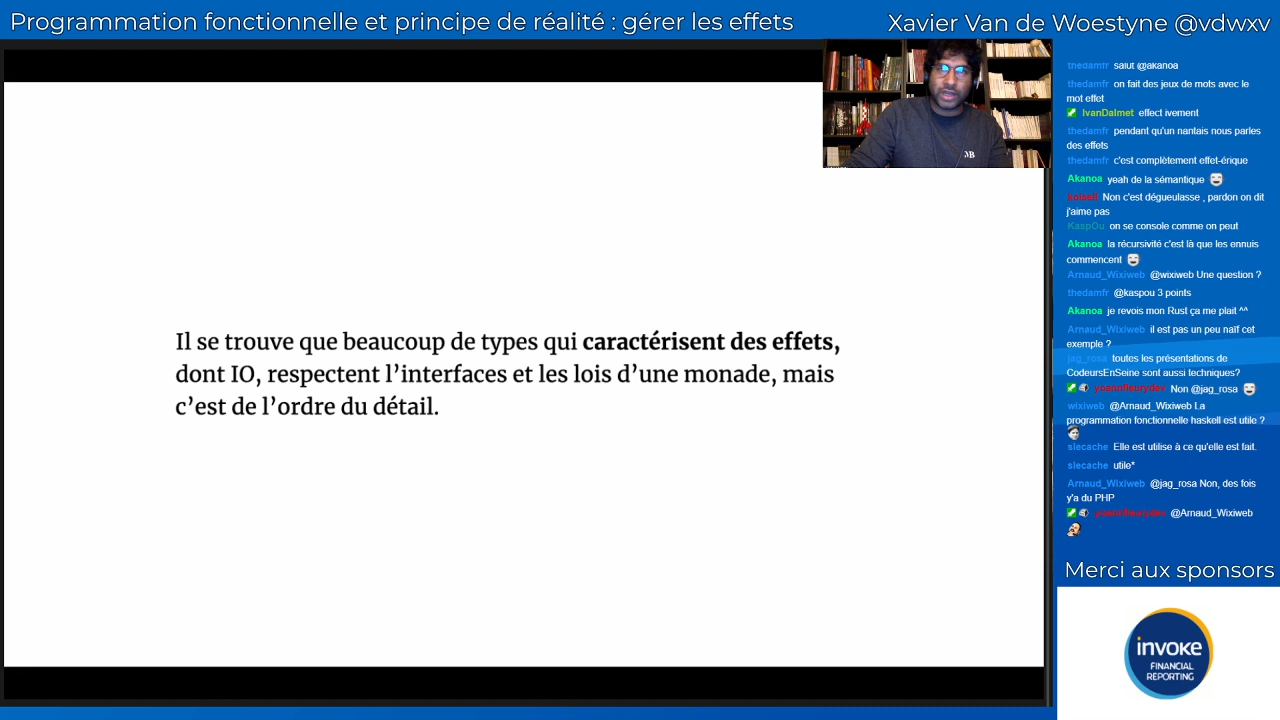 Programmation fonctionnelle et principe de réalité : gérer les effets
Xavier Van de Woestyne @vdwxv
MB
Il se trouve que beaucoup de types qui caractérisent des effets,
dont IO, respectent l'interfaces et les lois d'une monade, mais
c'est de l'ordre du détail.
thedamfr salut @akanoa
thedamfr on fait des jeux de mots avec le
mot effet
IvanDalmet effect ivement
thedamfr pendant qu'un nantais nous parles
des effets
thedamfr c'est complètement effet-érique
Akanoa yeah de la sémantique
Non c'est dégueulasse , pardon on dit
j'aime pas
KaspOu on se console comme on peut
Akanoa la récursivité c'est là que les ennuis
commencent
Arnaud_Wixiweb @wixiweb Une question ?
thedamfr @kaspou 3 points
Akanoa je revois mon Rust ça me plait ^^
Arnaud_Wixiweb il est pas un peu naïf cet
exemple ?
jag_rosa toutes les présentations de
CodeursEnSeine sont aussi techniques?
yoannfleurydev Non @jag_rosa
wixiweb @Arnaud_Wixiweb La
programmation fonctionnelle haskell est utile ?
slecache Elle est utilise à ce qu'elle est fait.
slecache utile*
Arnaud_Wixiweb @jag_rosa Non, des fois
y'a du PHP
yoannfleurydev @Arnaud_Wixiweb
Merci aux sponsors
invoke
FINANCIAL
REPORTING